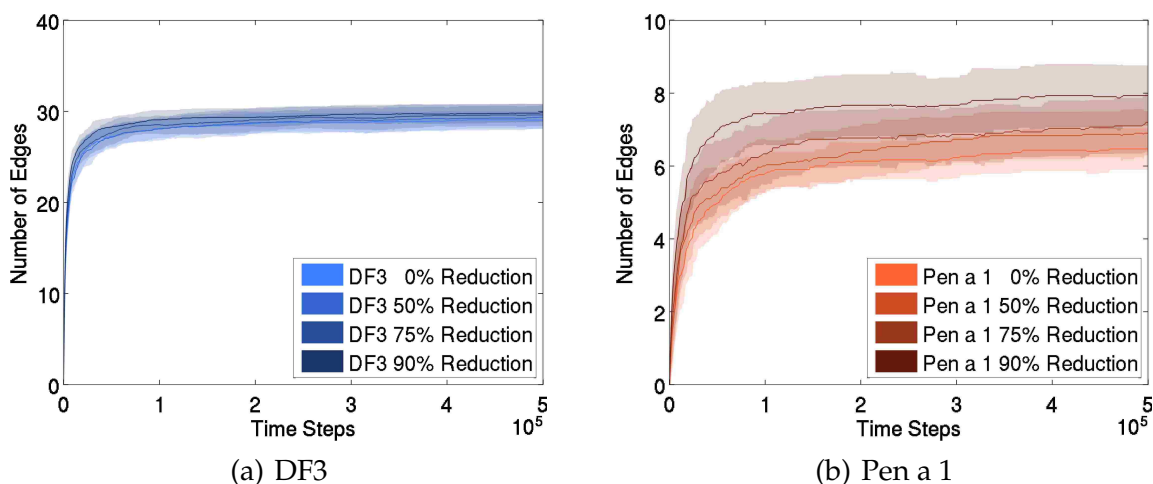 40
30
20
10
0
Number of Edges
0 1 2 3 4 5
Time Steps
10^5
DF3 0% Reduction
DF3 50% Reduction
DF3 75% Reduction
DF3 90% Reduction
(a) DF3
10
8
6
4
2
0
Number of Edges
0 1 2 3 4 5
Time Steps
10^5
Pen a 1 0% Reduction
Pen a 1 50% Reduction
Pen a 1 75% Reduction
Pen a 1 90% Reduction
(b) Pen a 1